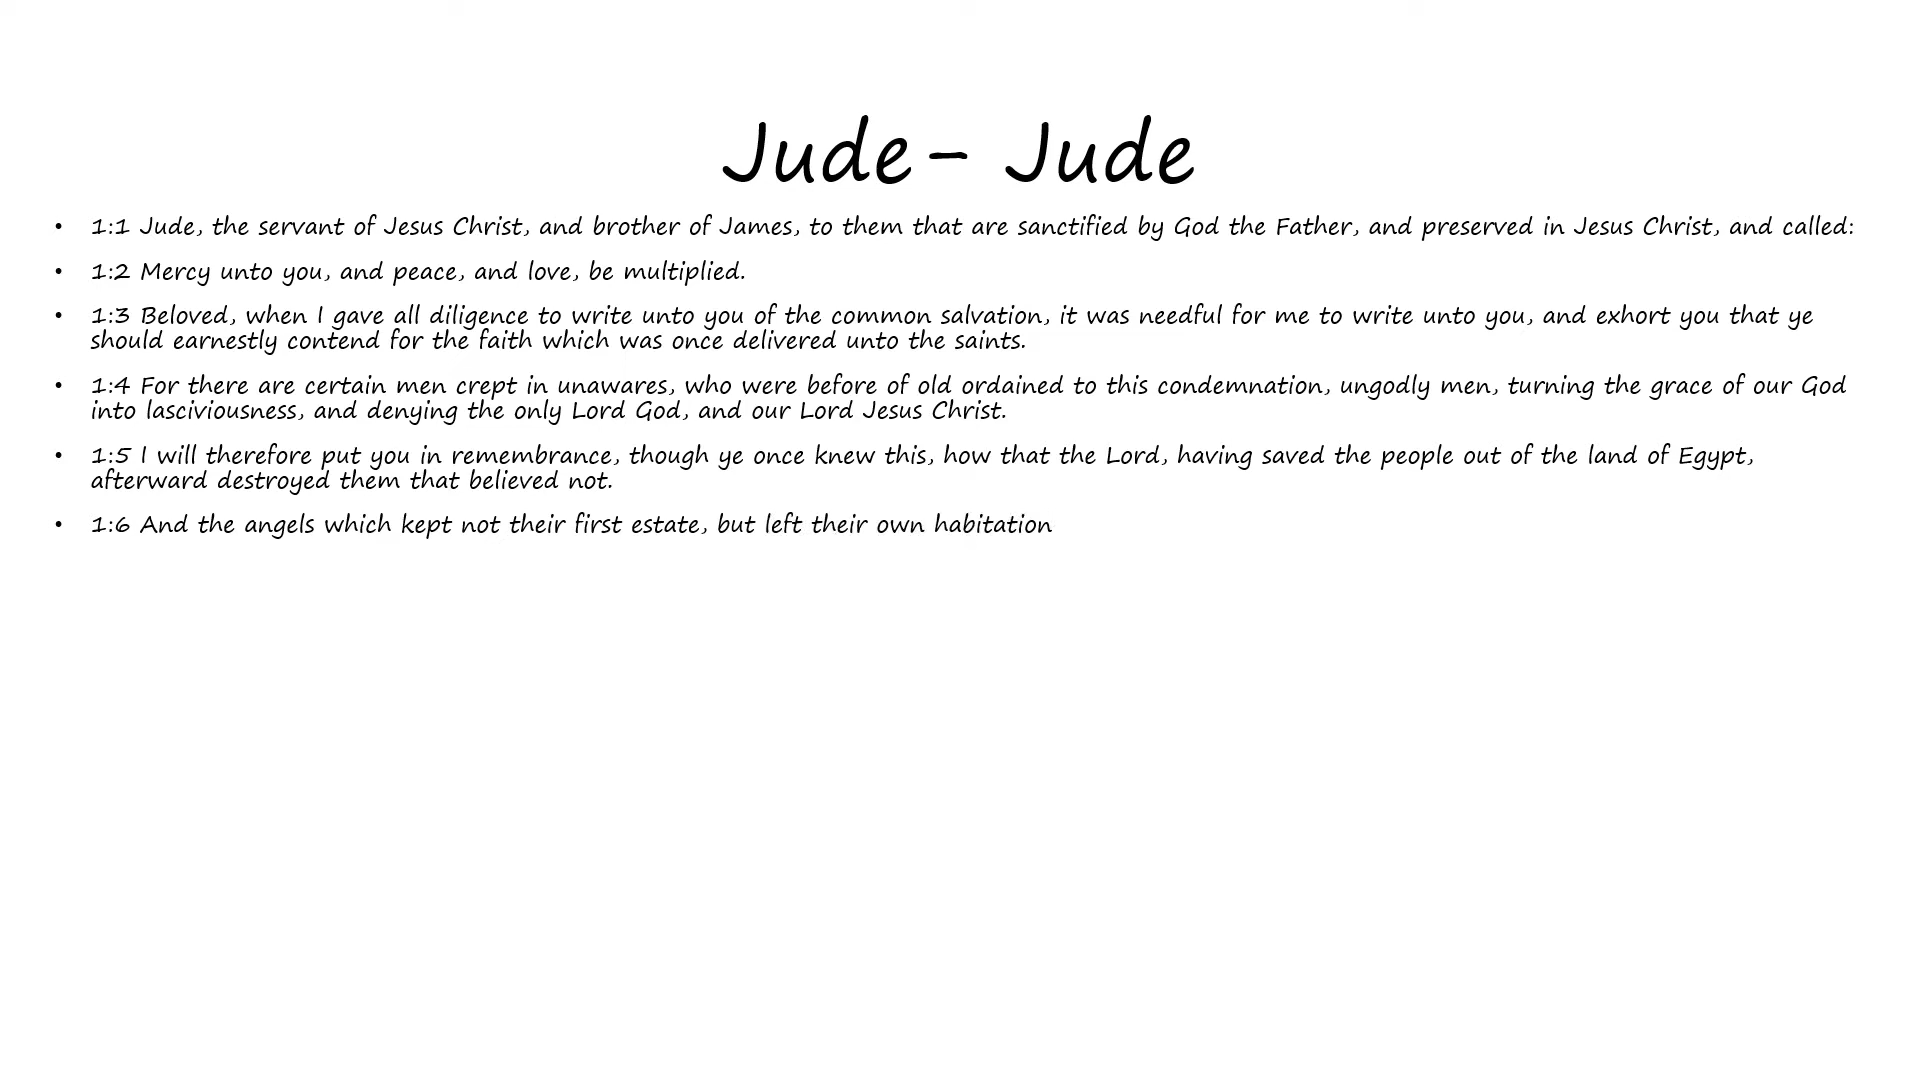 Jude – Jude
• 1:1 Jude, the servant of Jesus Christ, and brother of James, to them that are sanctified by God the Father, and preserved in Jesus Christ, and called:
• 1:2 Mercy unto you, and peace, and love, be multiplied.
• 1:3 Beloved, when I gave all diligence to write unto you of the common salvation, it was needful for me to write unto you, and exhort you that ye
should earnestly contend for the faith which was once delivered unto the saints.
• 1:4 For there are certain men crept in unawares, who were before of old ordained to this condemnation, ungodly men, turning the grace of our God
into lasciviousness, and denying the only Lord God, and our Lord Jesus Christ.
• 1:5 I will therefore put you in remembrance, though ye once knew this, how that the Lord, having saved the people out of the land of Egypt,
afterward destroyed them that believed not.
• 1:6 And the angels which kept not their first estate, but left their own habitation